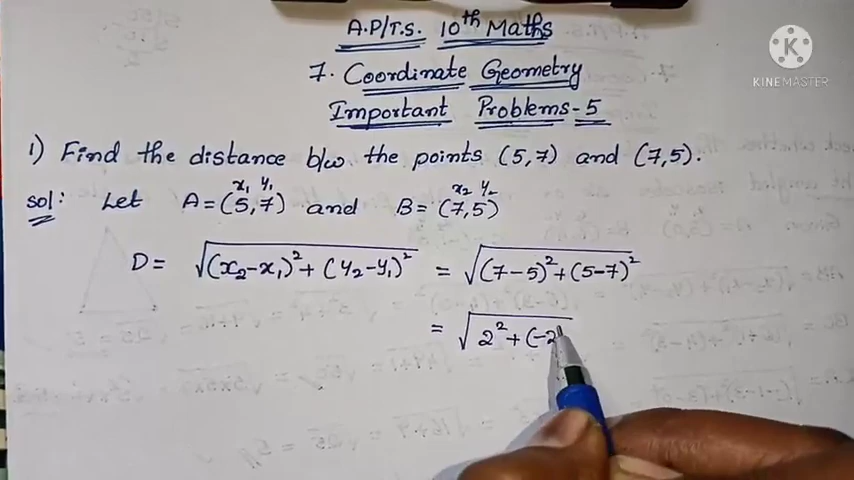 A.P/T.S. 10th Maths
7. Coordinate Geometry
Important Problems-5
KINEMASTER
1) Find the distance b/w the points (5,7) and (7,5).
x₁ y₁ x₂ y₂
sol: Let A=(5,7) and B=(7,5)
D= √(x₂-x₁)²+(y₂-y₁)² = √(7-5)²+(5-7)²
= √2²+(-2